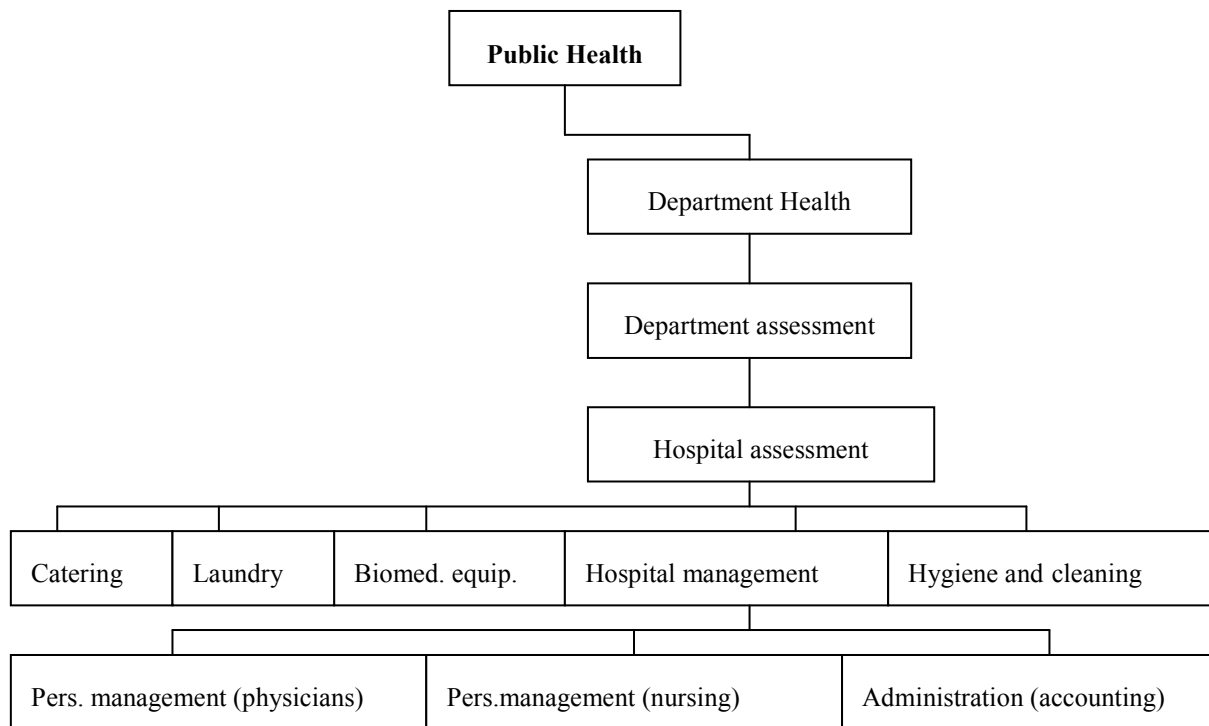 Public Health
Department Health
Department assessment
Hospital assessment
Catering
Laundry
Biomed. equip.
Hospital management
Hygiene and cleaning
Pers. management (physicians)
Pers.management (nursing)
Administration (accounting)